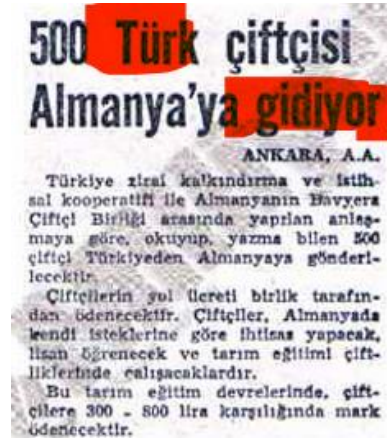 500 Türk çiftçisi
Almanya'ya gidiyor
ANKARA, A.A.
Türkiye zirai kalkındırma ve istih-
sal kooperatifi ile Almanyanın Bavyera
Çiftçi Birliği arasında yapılan anlaş-
maya göre, okuyup, yazma bilen 500
çiftçi Türkiyeden Almanyaya gönderi-
lecektir.
Çiftçilerin yol ücreti birlik tarafın-
dan ödenecektir. Çiftçiler, Almanyada
kendi isteklerine göre ihtisas yapacak,
lisan öğrenecek ve tarım eğitimi çift-
liklerinde çalışacaklardır.
Bu tarım eğitim devrelerinde, çift-
çilere 300 - 800 lira karşılığında mark
ödenecektir.